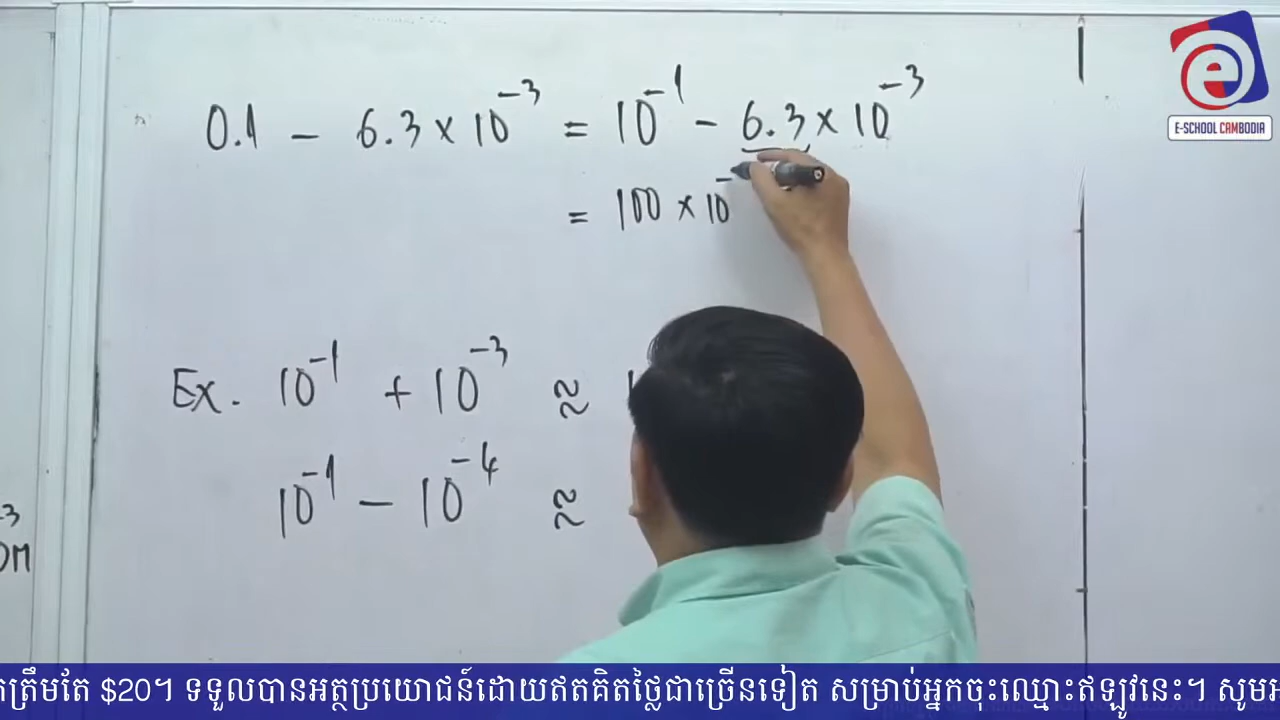 0.1 - 6.3 × 10⁻³ = 10⁻¹ - 6.3 × 10⁻³
= 100 × 10⁻
Ex. 10⁻¹ + 10⁻³ ≈
10⁻¹ - 10⁻⁴ ≈
-3
OM
e
E-SCHOOL CAMBODIA
ត្រឹមតែ $20។ ទទួលបានអត្ថប្រយោជន៍ដោយឥតគិតថ្លៃជាច្រើនទៀត សម្រាប់អ្នកចុះឈ្មោះឥឡូវនេះ។